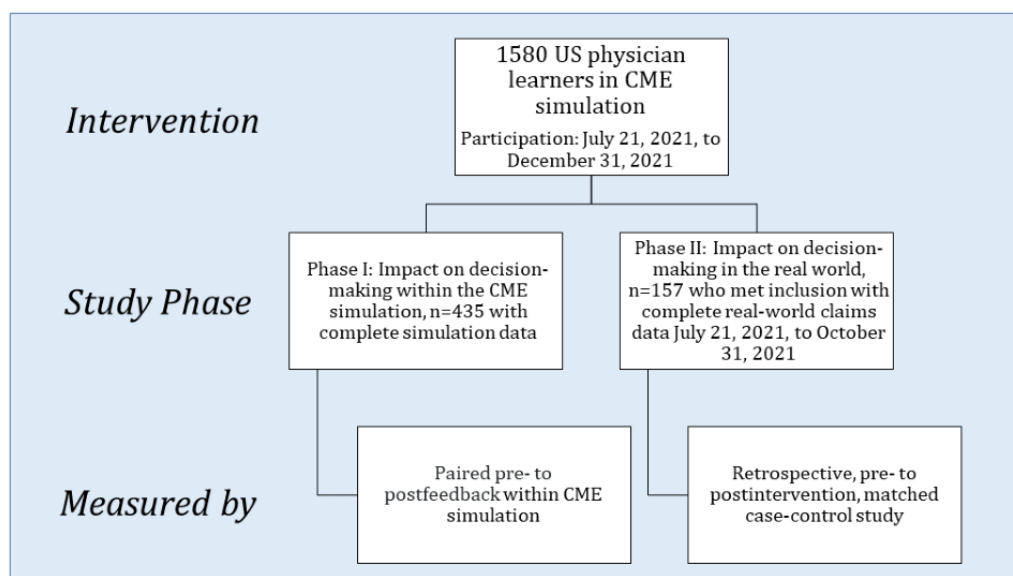 Intervention
1580 US physician
learners in CME
simulation
Participation: July 21, 2021, to
December 31, 2021
Study Phase
Phase I: Impact on decision-
making within the CME
simulation, n=435 with
complete simulation data
Phase II: Impact on decision-
making in the real world,
n=157 who met inclusion with
complete real-world claims
data July 21, 2021, to October
31, 2021
Measured by
Paired pre- to
postfeedback within CME
simulation
Retrospective, pre- to
postintervention, matched
case-control study